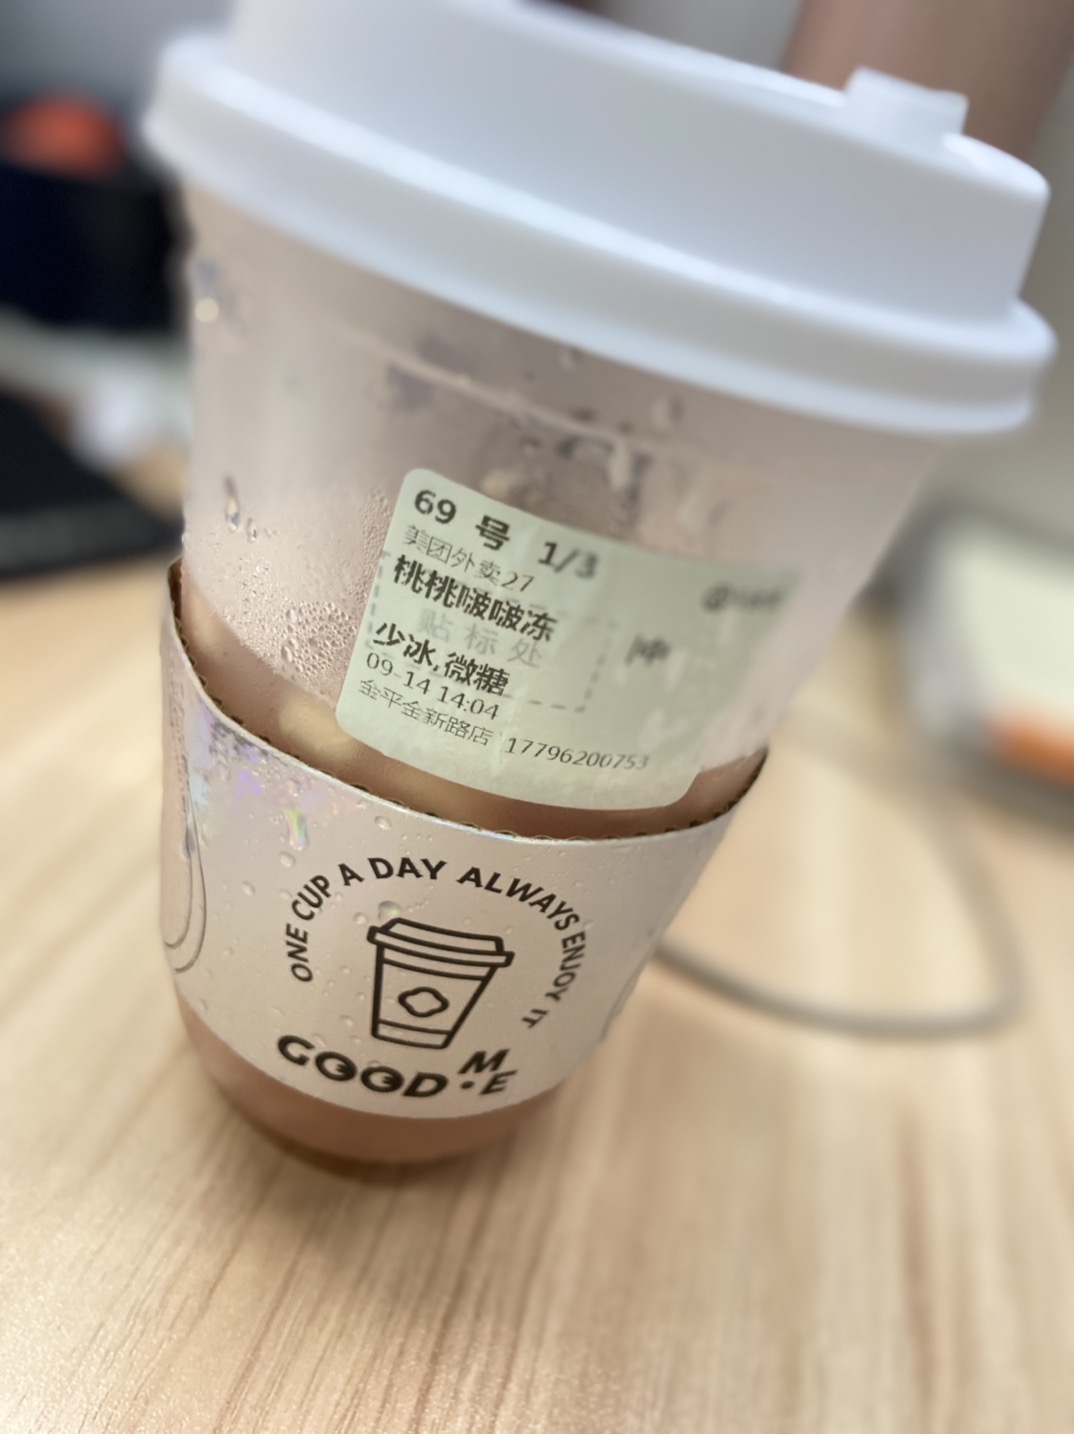 69 号 1/3
美团外卖27
桃桃啵啵冻
贴标处
少冰,微糖
09-14 14:04
金平金新路店 17796200753
ONE CUP A DAY ALWAYS ENJOY IT
GOOD·ME